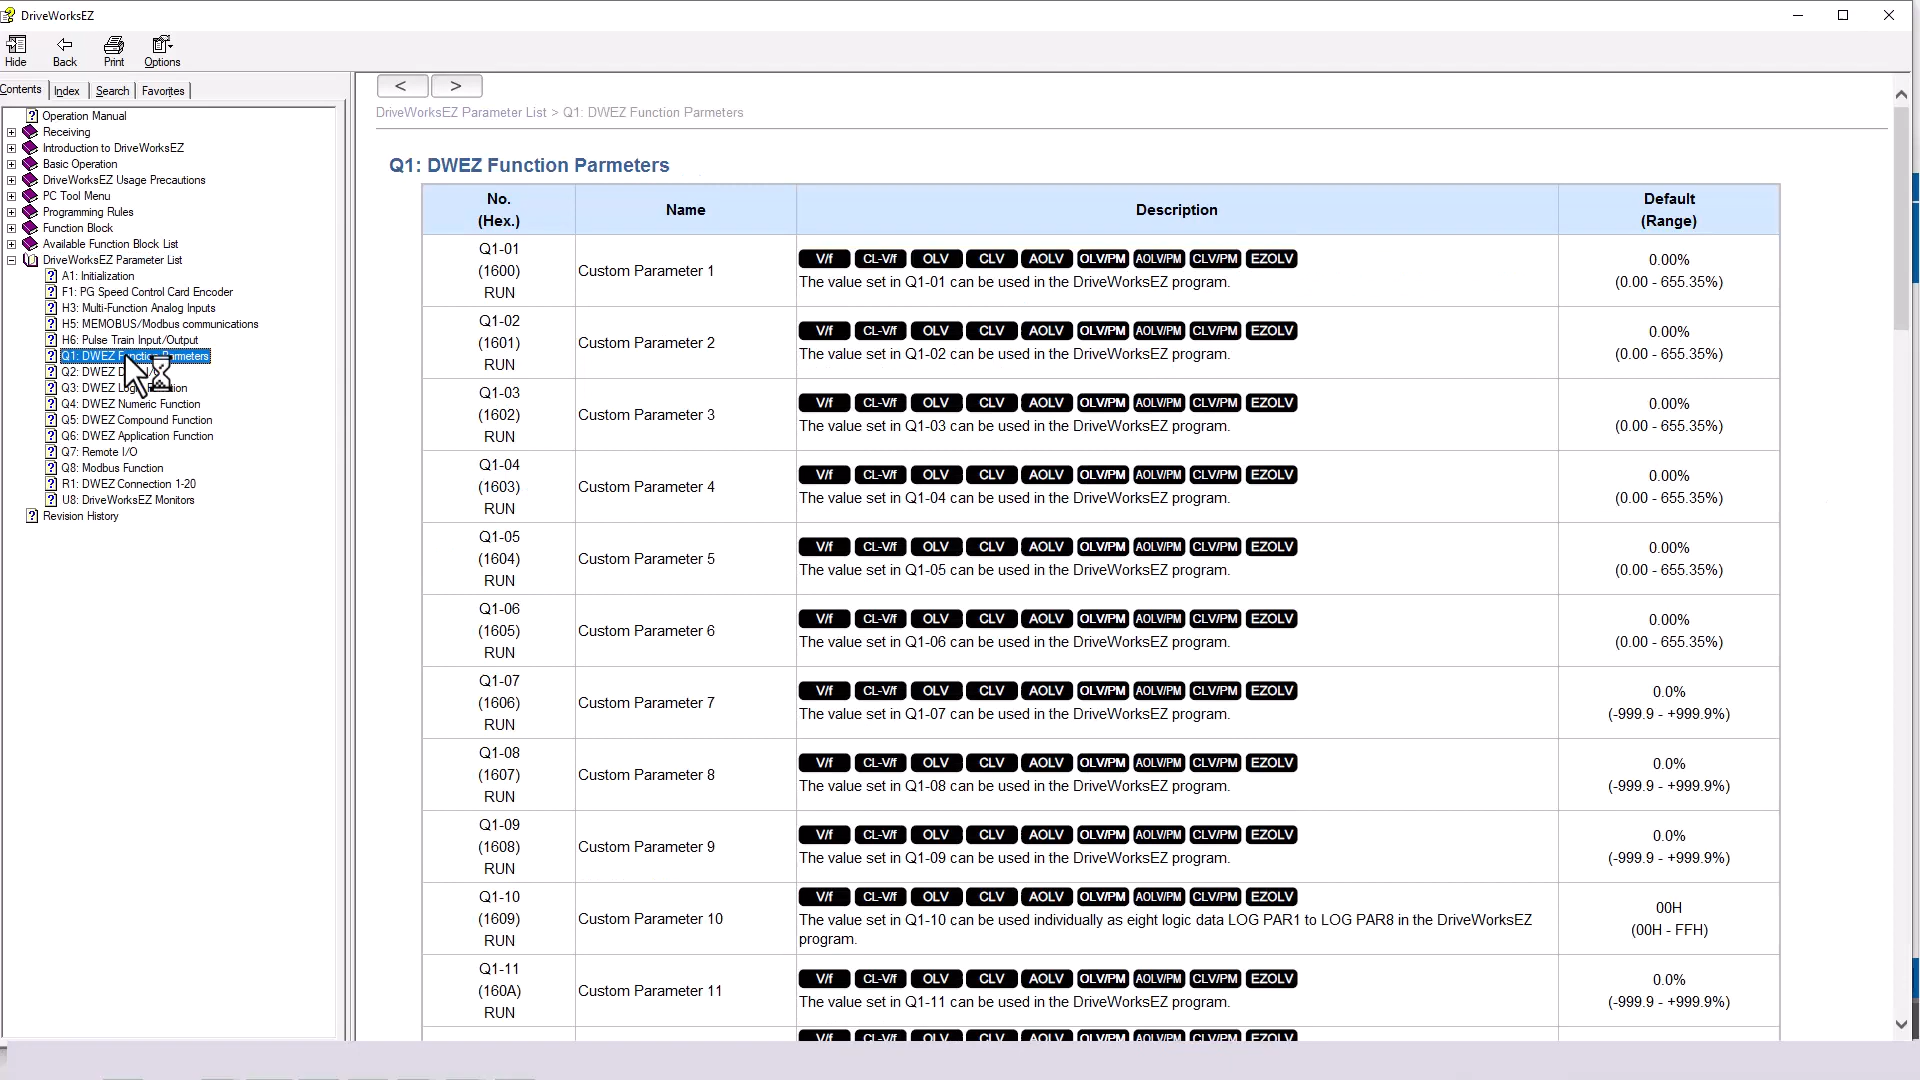 DriveWorksEZ
Hide Back Print Options
Contents Index Search Favorites
Operation Manual
Receiving
Introduction to DriveWorksEZ
Basic Operation
DriveWorksEZ Usage Precautions
PC Tool Menu
Programming Rules
Function Block
Available Function Block List
DriveWorksEZ Parameter List
A1: Initialization
F1: PG Speed Control Card Encoder
H3: Multi-Function Analog Inputs
H5: MEMOBUS/Modbus communications
H6: Pulse Train Input/Output
Q1: DWEZ Function Parmeters
Q2: DWEZ
Q3: DWEZ
Q4: DWEZ Numeric Function
Q5: DWEZ Compound Function
Q6: DWEZ Application Function
Q7: Remote I/O
Q8: Modbus Function
R1: DWEZ Connection 1-20
U8: DriveWorksEZ Monitors
Revision History
< >
DriveWorksEZ Parameter List > Q1: DWEZ Function Parmeters
Q1: DWEZ Function Parmeters
No.
(Hex.)
Name
Description
Default
(Range)
Q1-01
(1600)
RUN
Custom Parameter 1
V/f CL-V/f OLV CLV AOLV OLV/PM AOLV/PM CLV/PM EZOLV
The value set in Q1-01 can be used in the DriveWorksEZ program.
0.00%
(0.00 - 655.35%)
Q1-02
(1601)
RUN
Custom Parameter 2
V/f CL-V/f OLV CLV AOLV OLV/PM AOLV/PM CLV/PM EZOLV
The value set in Q1-02 can be used in the DriveWorksEZ program.
0.00%
(0.00 - 655.35%)
Q1-03
(1602)
RUN
Custom Parameter 3
V/f CL-V/f OLV CLV AOLV OLV/PM AOLV/PM CLV/PM EZOLV
The value set in Q1-03 can be used in the DriveWorksEZ program.
0.00%
(0.00 - 655.35%)
Q1-04
(1603)
RUN
Custom Parameter 4
V/f CL-V/f OLV CLV AOLV OLV/PM AOLV/PM CLV/PM EZOLV
The value set in Q1-04 can be used in the DriveWorksEZ program.
0.00%
(0.00 - 655.35%)
Q1-05
(1604)
RUN
Custom Parameter 5
V/f CL-V/f OLV CLV AOLV OLV/PM AOLV/PM CLV/PM EZOLV
The value set in Q1-05 can be used in the DriveWorksEZ program.
0.00%
(0.00 - 655.35%)
Q1-06
(1605)
RUN
Custom Parameter 6
V/f CL-V/f OLV CLV AOLV OLV/PM AOLV/PM CLV/PM EZOLV
The value set in Q1-06 can be used in the DriveWorksEZ program.
0.00%
(0.00 - 655.35%)
Q1-07
(1606)
RUN
Custom Parameter 7
V/f CL-V/f OLV CLV AOLV OLV/PM AOLV/PM CLV/PM EZOLV
The value set in Q1-07 can be used in the DriveWorksEZ program.
0.0%
(-999.9 - +999.9%)
Q1-08
(1607)
RUN
Custom Parameter 8
V/f CL-V/f OLV CLV AOLV OLV/PM AOLV/PM CLV/PM EZOLV
The value set in Q1-08 can be used in the DriveWorksEZ program.
0.0%
(-999.9 - +999.9%)
Q1-09
(1608)
RUN
Custom Parameter 9
V/f CL-V/f OLV CLV AOLV OLV/PM AOLV/PM CLV/PM EZOLV
The value set in Q1-09 can be used in the DriveWorksEZ program.
0.0%
(-999.9 - +999.9%)
Q1-10
(1609)
RUN
Custom Parameter 10
V/f CL-V/f OLV CLV AOLV OLV/PM AOLV/PM CLV/PM EZOLV
The value set in Q1-10 can be used individually as eight logic data LOG PAR1 to LOG PAR8 in the DriveWorksEZ
program.
00H
(00H - FFH)
Q1-11
(160A)
RUN
Custom Parameter 11
V/f CL-V/f OLV CLV AOLV OLV/PM AOLV/PM CLV/PM EZOLV
The value set in Q1-11 can be used in the DriveWorksEZ program.
0.0%
(-999.9 - +999.9%)
V/f CL-V/f OLV CLV AOLV OLV/PM AOLV/PM CLV/PM EZOLV